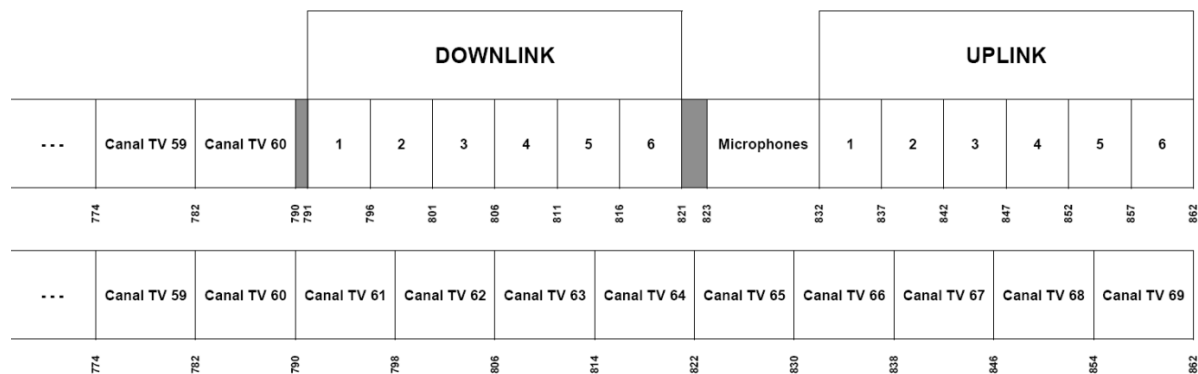 DOWNLINK UPLINK
--- Canal TV 59 Canal TV 60 1 2 3 4 5 6 Microphones 1 2 3 4 5 6
774 782 790 791 796 801 806 811 816 821 823 832 837 842 847 852 857 862
--- Canal TV 59 Canal TV 60 Canal TV 61 Canal TV 62 Canal TV 63 Canal TV 64 Canal TV 65 Canal TV 66 Canal TV 67 Canal TV 68 Canal TV 69
774 782 790 798 806 814 822 830 838 846 854 862